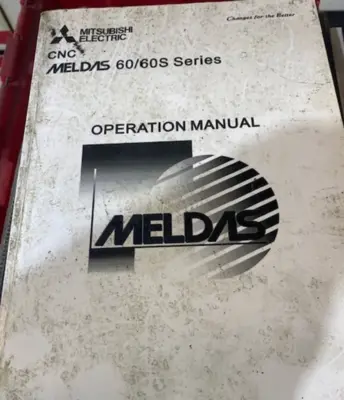 Changes for the Better
MITSUBISHI
ELECTRIC
CNC
MELDAS 60/60S Series
OPERATION MANUAL
MELDAS